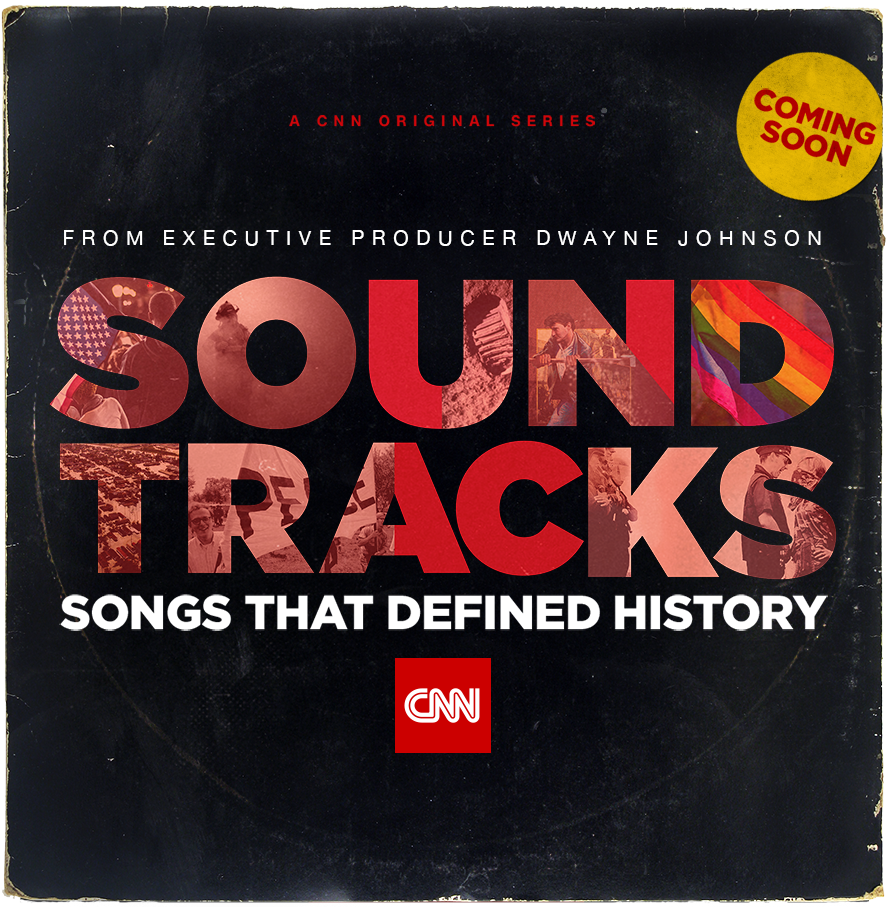 A CNN ORIGINAL SERIES
COMING
SOON
FROM EXECUTIVE PRODUCER DWAYNE JOHNSON
SOUND
TRACKS
SONGS THAT DEFINED HISTORY
CNN